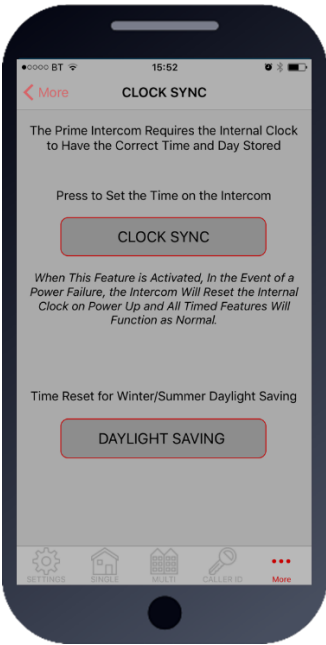 BT 15:52
More CLOCK SYNC
The Prime Intercom Requires the Internal Clock
to Have the Correct Time and Day Stored
Press to Set the Time on the Intercom
CLOCK SYNC
When This Feature is Activated, In the Event of a
Power Failure, the Intercom Will Reset the Internal
Clock on Power Up and All Timed Features Will
Function as Normal.
Time Reset for Winter/Summer Daylight Saving
DAYLIGHT SAVING
SETTINGS SINGLE MULTI CALLER ID More